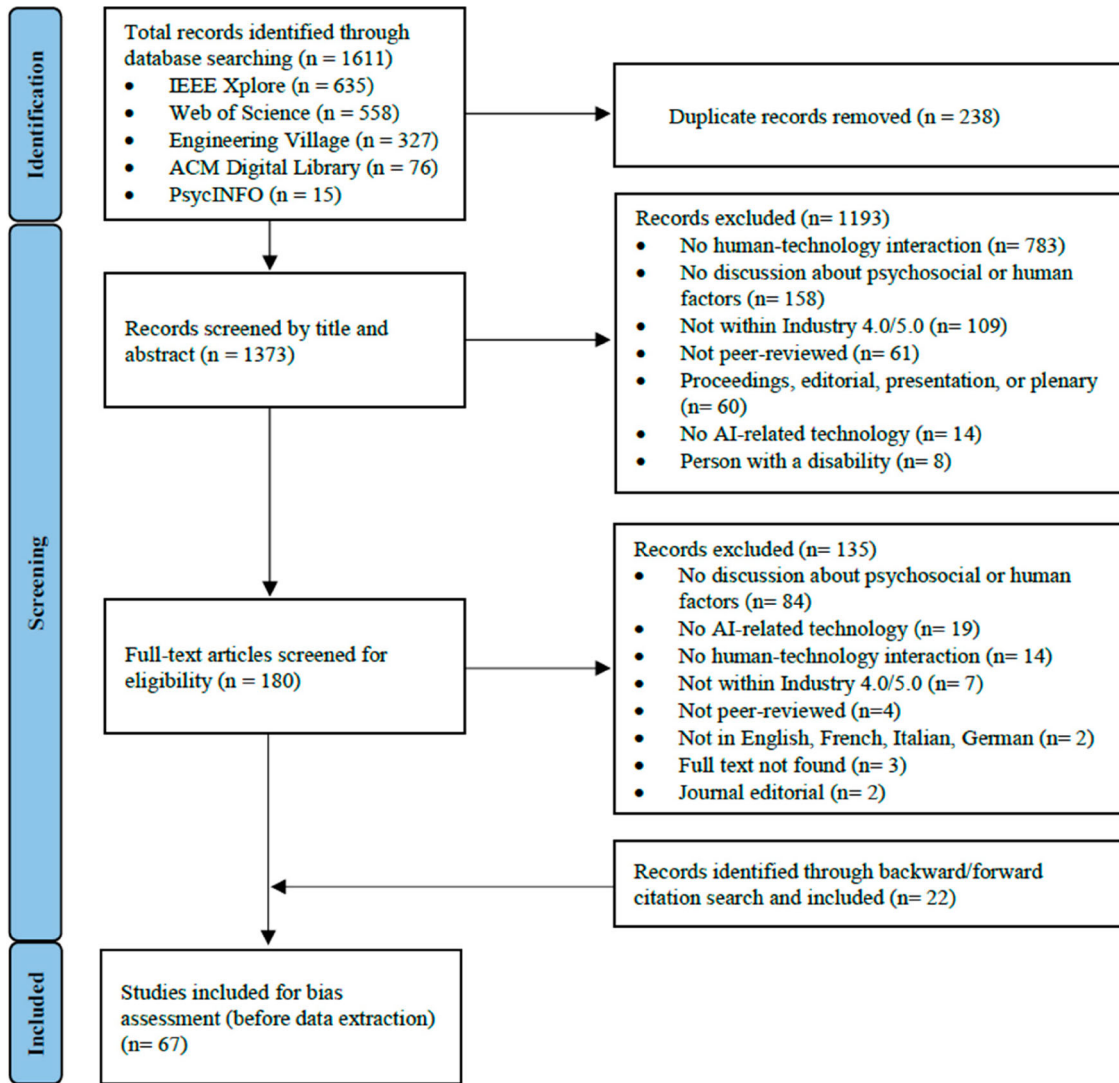 Identification
Total records identified through
database searching (n = 1611)
• IEEE Xplore (n = 635)
• Web of Science (n = 558)
• Engineering Village (n = 327)
• ACM Digital Library (n = 76)
• PsycINFO (n = 15)
Duplicate records removed (n = 238)
Screening
Records screened by title and
abstract (n = 1373)
Records excluded (n= 1193)
• No human-technology interaction (n= 783)
• No discussion about psychosocial or human
factors (n= 158)
• Not within Industry 4.0/5.0 (n= 109)
• Not peer-reviewed (n= 61)
• Proceedings, editorial, presentation, or plenary
(n= 60)
• No AI-related technology (n= 14)
• Person with a disability (n= 8)
Full-text articles screened for
eligibility (n = 180)
Records excluded (n= 135)
• No discussion about psychosocial or human
factors (n= 84)
• No AI-related technology (n= 19)
• No human-technology interaction (n= 14)
• Not within Industry 4.0/5.0 (n= 7)
• Not peer-reviewed (n=4)
• Not in English, French, Italian, German (n= 2)
• Full text not found (n= 3)
• Journal editorial (n= 2)
Records identified through backward/forward
citation search and included (n= 22)
Included
Studies included for bias
assessment (before data extraction)
(n= 67)